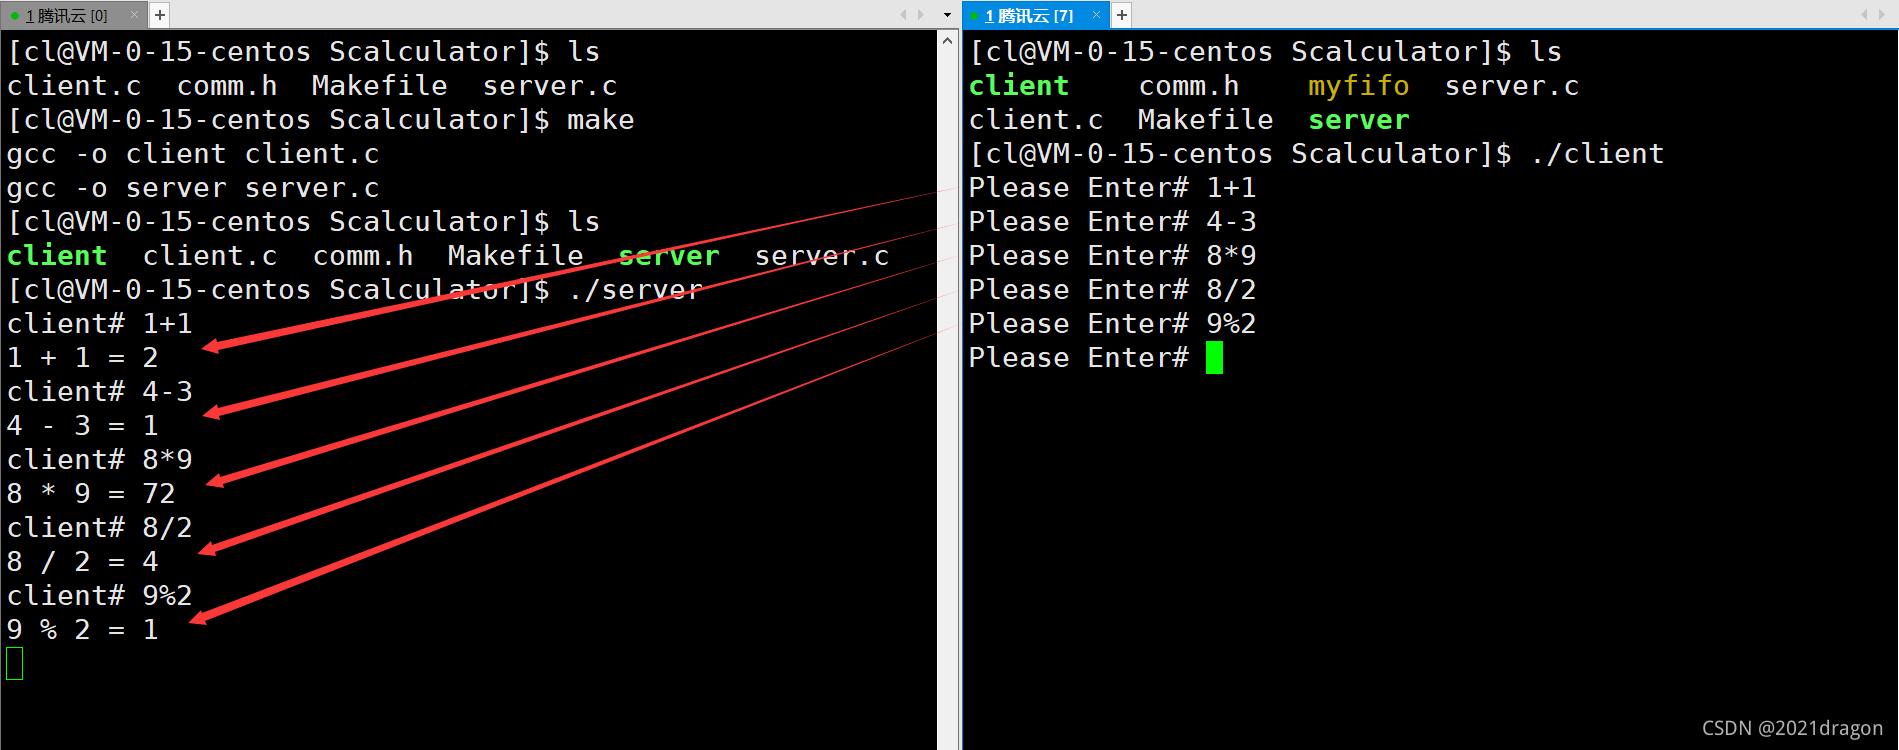 1 腾讯云 [0] × +
[cl@VM-0-15-centos Scalculator]$ ls
client.c  comm.h  Makefile  server.c
[cl@VM-0-15-centos Scalculator]$ make
gcc -o client client.c
gcc -o server server.c
[cl@VM-0-15-centos Scalculator]$ ls
client  client.c  comm.h  Makefile  server  server.c
[cl@VM-0-15-centos Scalculator]$ ./server
client# 1+1
1 + 1 = 2
client# 4-3
4 - 3 = 1
client# 8*9
8 * 9 = 72
client# 8/2
8 / 2 = 4
client# 9%2
9 % 2 = 1
1 腾讯云 [7] × +
[cl@VM-0-15-centos Scalculator]$ ls
client    comm.h    myfifo  server.c
client.c  Makefile  server
[cl@VM-0-15-centos Scalculator]$ ./client
Please Enter# 1+1
Please Enter# 4-3
Please Enter# 8*9
Please Enter# 8/2
Please Enter# 9%2
Please Enter#
CSDN @2021dragon